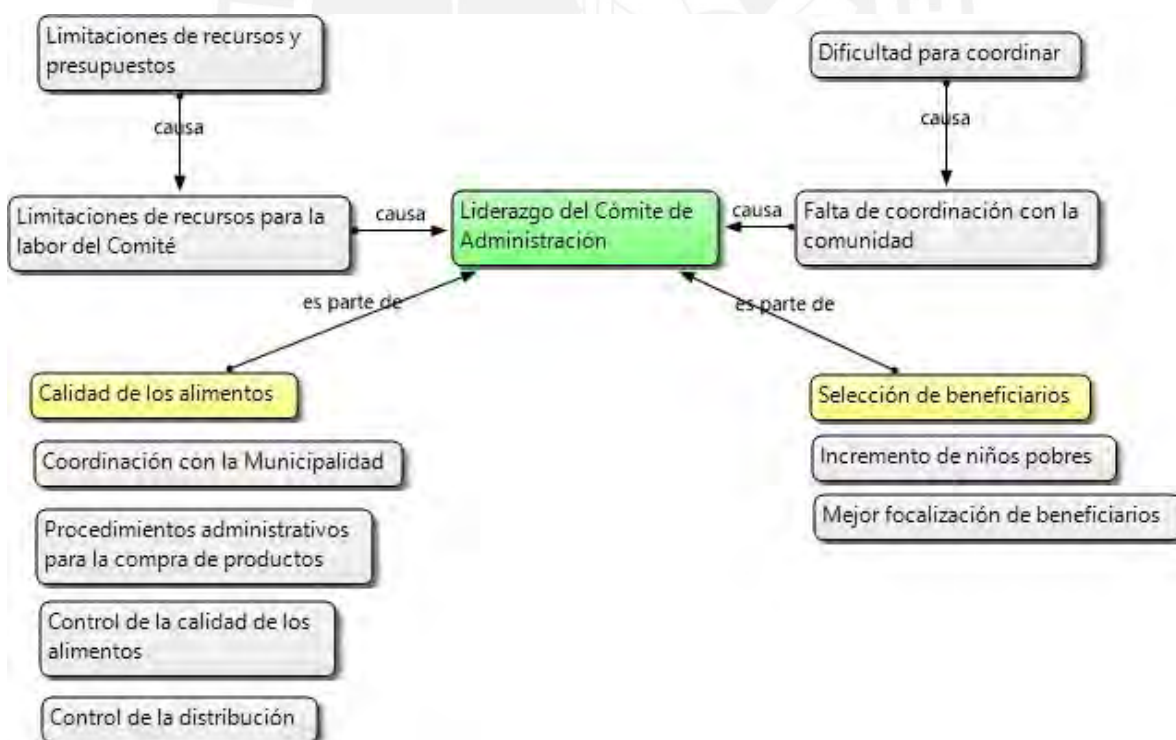 Limitaciones de recursos y
presupuestos
Dificultad para coordinar
causa
causa
Limitaciones de recursos para la
labor del Comité
causa
Liderazgo del Cómite de
Administración
causa
Falta de coordinación con la
comunidad
es parte de
es parte de
Calidad de los alimentos
Selección de beneficiarios
Coordinación con la Municipalidad
Incremento de niños pobres
Procedimientos administrativos
para la compra de productos
Mejor focalización de beneficiarios
Control de la calidad de los
alimentos
Control de la distribución